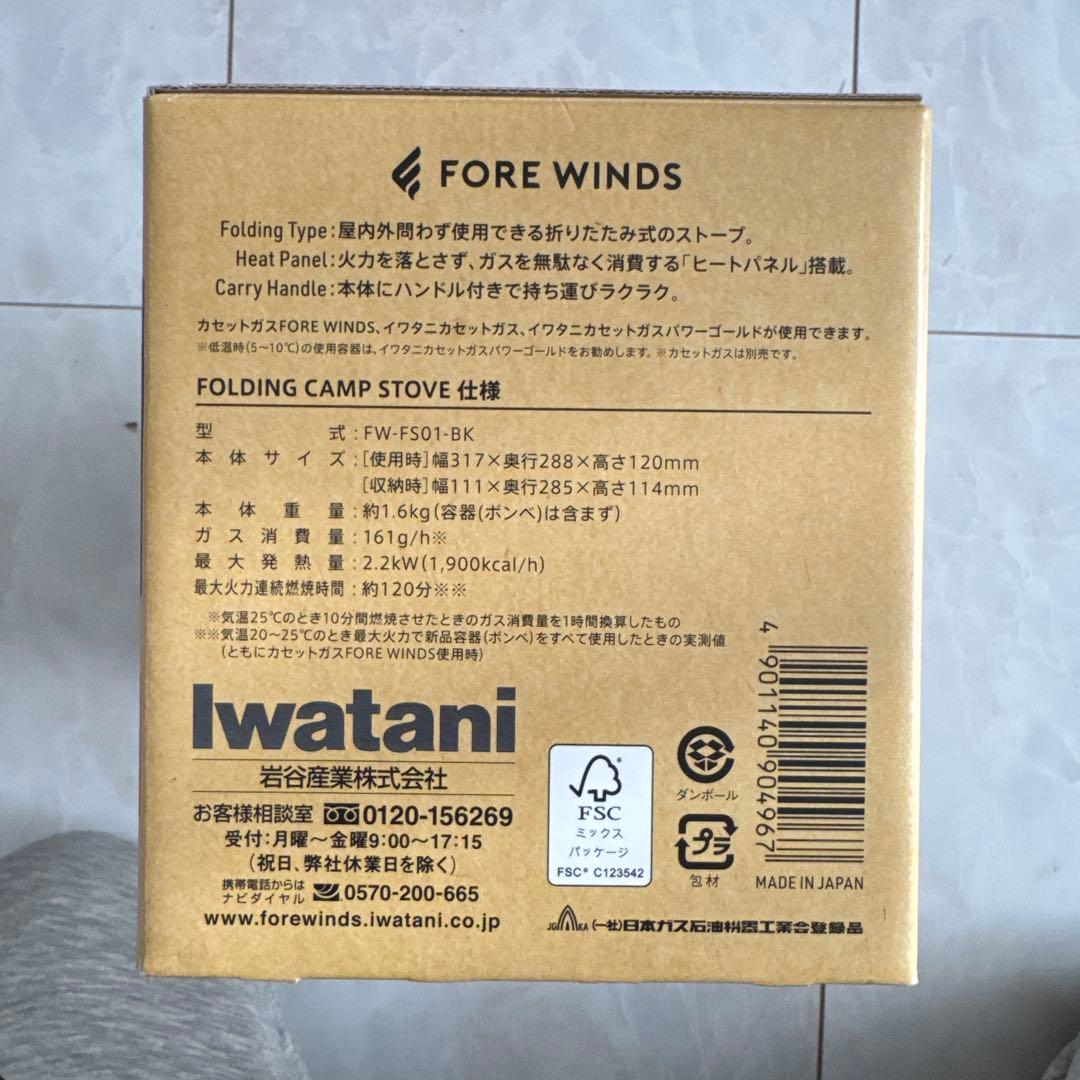 FORE WINDS
Folding Type:屋内外問わず使用できる折りたたみ式のストーブ。
Heat Panel:火力を落とさず、ガスを無駄なく消費する「ヒートパネル」搭載。
Carry Handle:本体にハンドル付きで持ち運びラクラク。
カセットガスFORE WINDS、イワタニカセットガス、イワタニカセットガスパワーゴールドが使用できます。
※低温時(5〜10℃)の使用容器は、イワタニカセットガスパワーゴールドをお勧めします。※カセットガスは別売です。
FOLDING CAMP STOVE 仕様
型式:FW-FS01-BK
本体サイズ:[使用時]幅317×奥行288×高さ120mm
[収納時]幅111×奥行285×高さ114mm
本体重量:約1.6kg(容器(ボンベ)は含まず)
ガス消費量:161g/h※
最大発熱量:2.2kW(1,900kcal/h)
最大火力連続燃焼時間:約120分※※
※気温25℃のとき10分間燃焼させたときのガス消費量を1時間換算したもの
※※気温20〜25℃のとき最大火力で新品容器(ボンベ)をすべて使用したときの実測値
(ともにカセットガスFORE WINDS使用時)
Iwatani
岩谷産業株式会社
お客様相談室 0120-156269
受付:月曜〜金曜9:00〜17:15
(祝日、弊社休業日を除く)
携帯電話からは
ナビダイヤル 0570-200-665
www.forewinds.iwatani.co.jp
FSC
ミックス
パッケージ
FSC® C123542
ダンボール
プラ
包材
4 901140 904967
MADE IN JAPAN
JGKA (一社)日本ガス石油機器工業会登録品